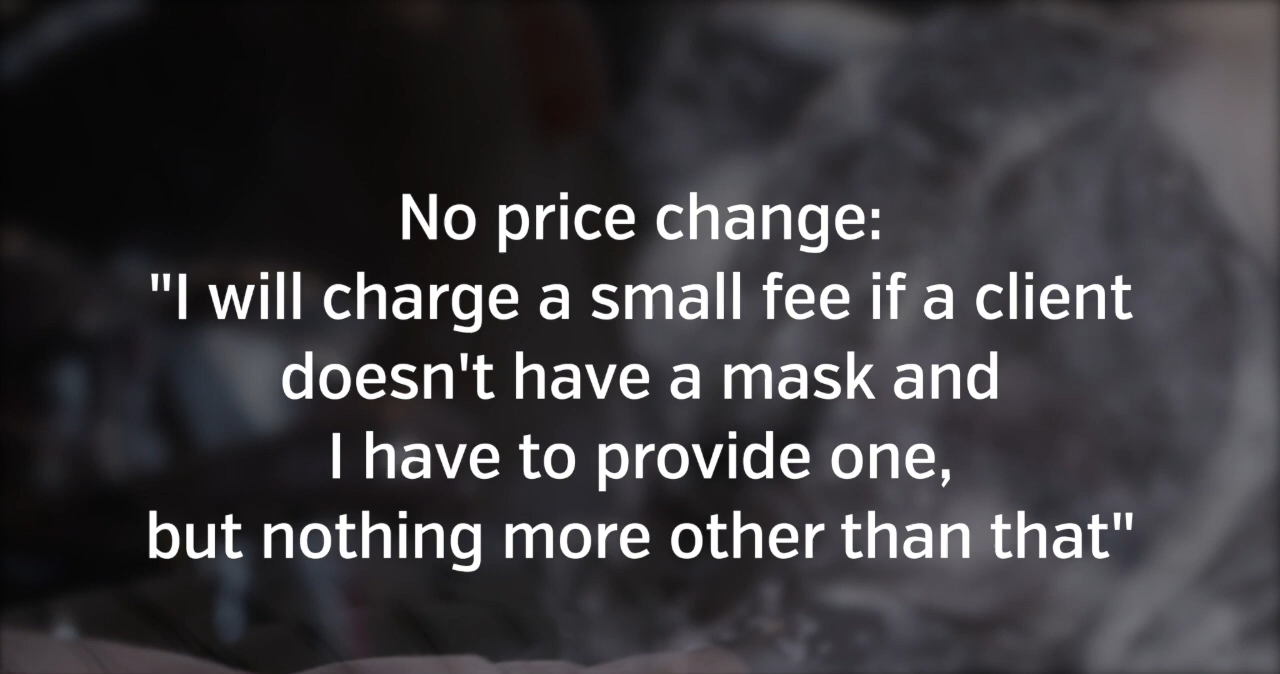 No price change:
"I will charge a small fee if a client
doesn't have a mask and
I have to provide one,
but nothing more other than that"